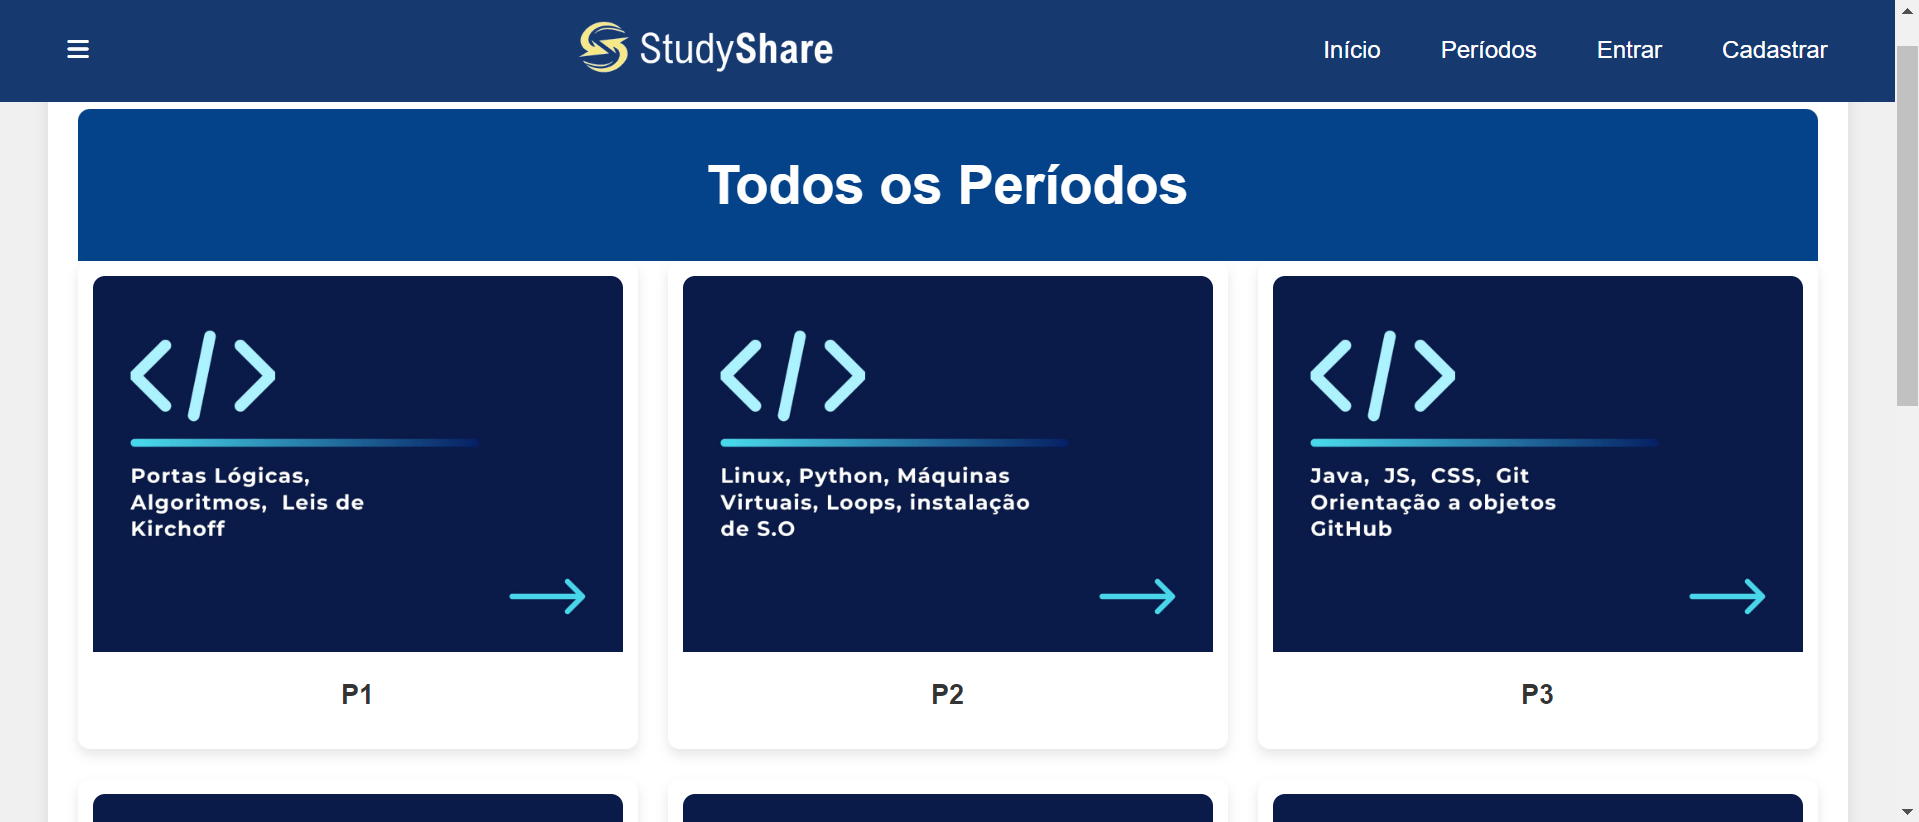 StudyShare
Início Períodos Entrar Cadastrar
Todos os Períodos
Portas Lógicas,
Algoritmos, Leis de
Kirchoff
P1
Linux, Python, Máquinas
Virtuais, Loops, instalação
de S.O
P2
Java, JS, CSS, Git
Orientação a objetos
GitHub
P3